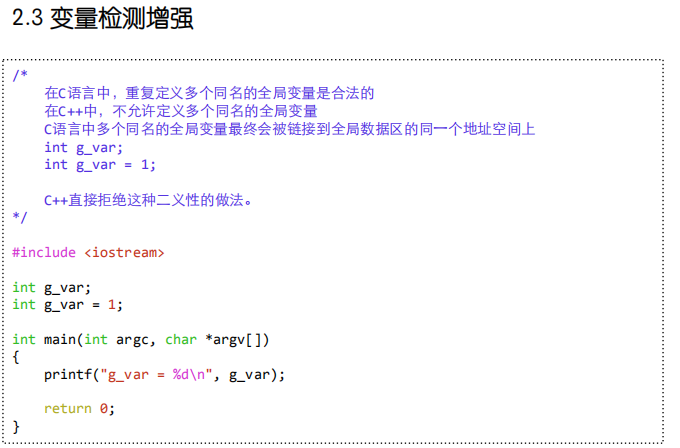 2.3 变量检测增强
/*
    在C语言中，重复定义多个同名的全局变量是合法的
    在C++中，不允许定义多个同名的全局变量
    C语言中多个同名的全局变量最终会被链接到全局数据区的同一个地址空间上
    int g_var;
    int g_var = 1;

    C++直接拒绝这种二义性的做法。
*/

#include <iostream>

int g_var;
int g_var = 1;

int main(int argc, char *argv[])
{
    printf("g_var = %d\n", g_var);

    return 0;
}